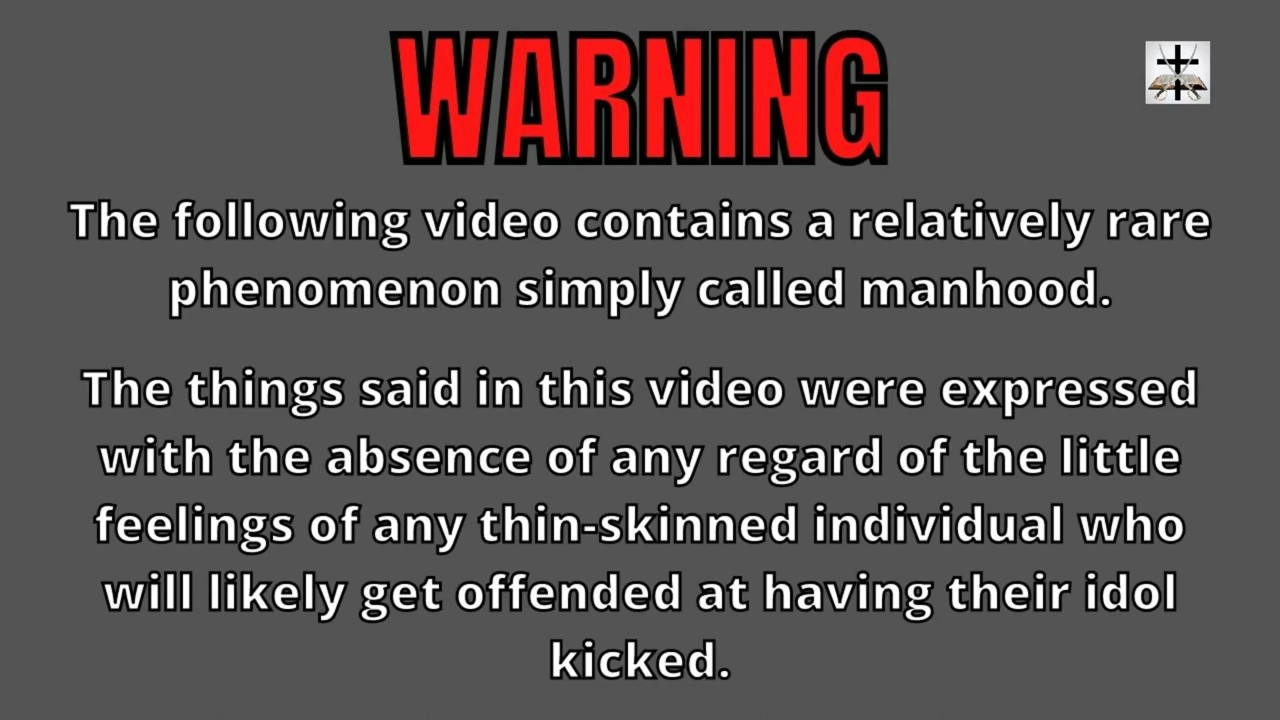 WARNING
The following video contains a relatively rare
phenomenon simply called manhood.
The things said in this video were expressed
with the absence of any regard of the little
feelings of any thin-skinned individual who
will likely get offended at having their idol
kicked.